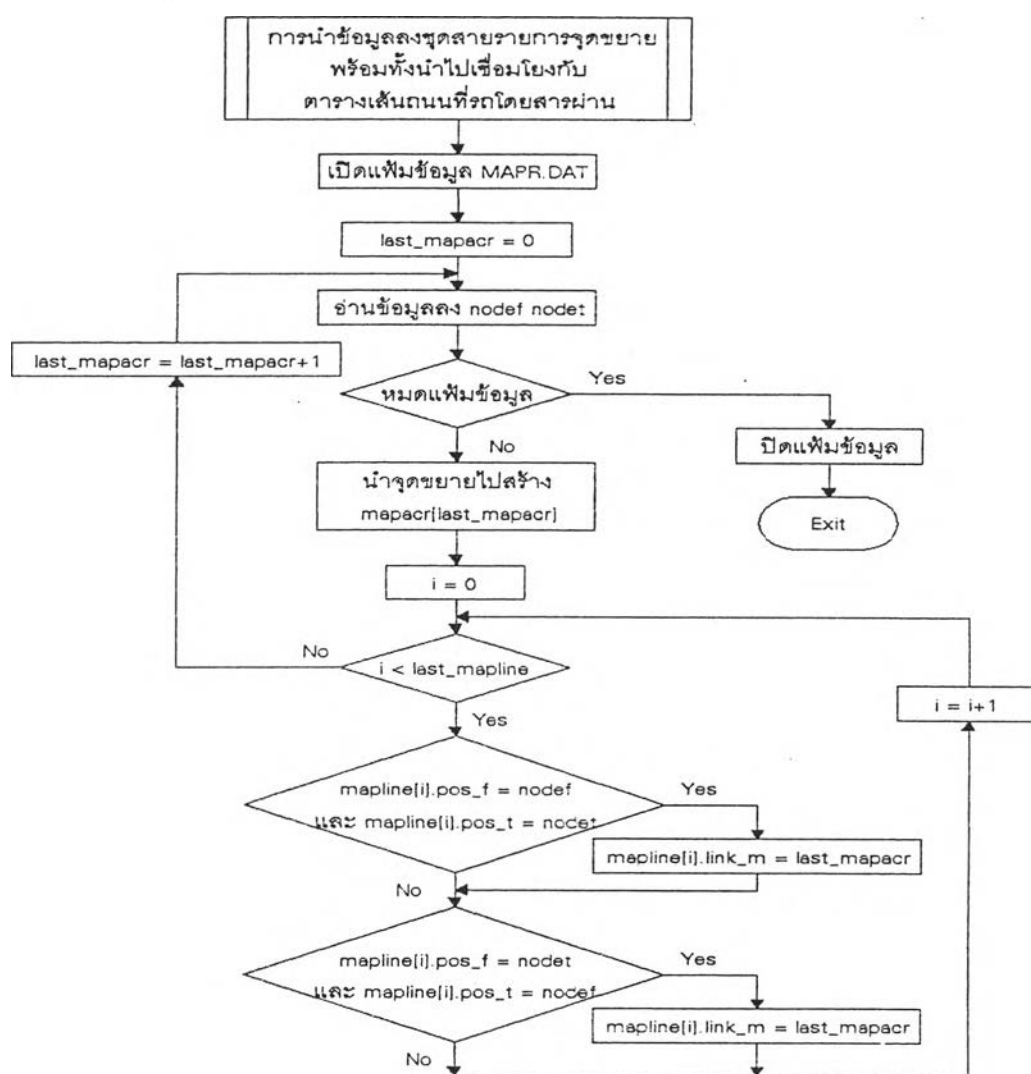 การนำข้อมูลลงชุดสายรายการจุดขยาย
พร้อมทั้งนำไปเชื่อมโยงกับ
ตารางเส้นถนนที่รถโดยสารผ่าน
เปิดแฟ้มข้อมูล MAPR.DAT
last_mapacr = 0
อ่านข้อมูลลง nodef nodet
last_mapacr = last_mapacr+1
หมดแฟ้มข้อมูล
Yes
No
ปิดแฟ้มข้อมูล
นำจุดขยายไปสร้าง
mapacr[last_mapacr]
Exit
i = 0
i < last_mapline
No
Yes
i = i+1
mapline[i].pos_f = nodef
และ mapline[i].pos_t = nodet
Yes
mapline[i].link_m = last_mapacr
No
mapline[i].pos_f = nodet
และ mapline[i].pos_t = nodef
Yes
mapline[i].link_m = last_mapacr
No